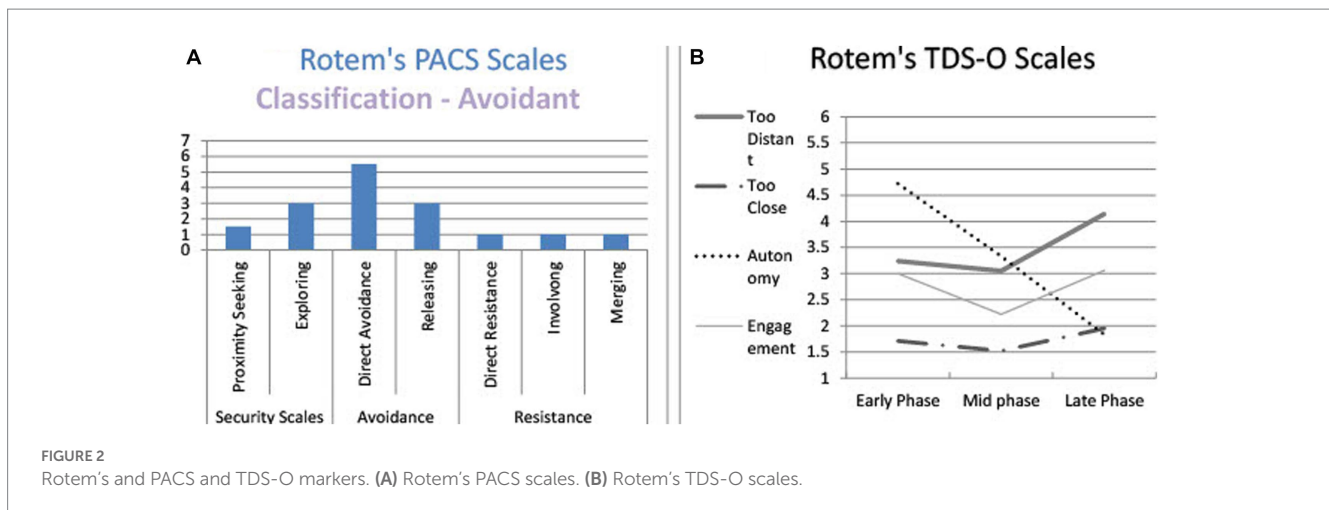 A
Rotem's PACS Scales
Classification - Avoidant
7
6
5
4
3
2
1
0
Proximity Seeking
Exploring
Direct Avoidance
Releasing
Direct Resistance
Involvong
Merging
Security Scales
Avoidance
Resistance
B
Rotem's TDS-O Scales
Too
Distan
t
Too
Close
Auton
omy
Engag
ement
6
5.5
5
4.5
4
3.5
3
2.5
2
1.5
1
Early Phase
Mid phase
Late Phase
FIGURE 2
Rotem's and PACS and TDS-O markers. (A) Rotem's PACS scales. (B) Rotem's TDS-O scales.